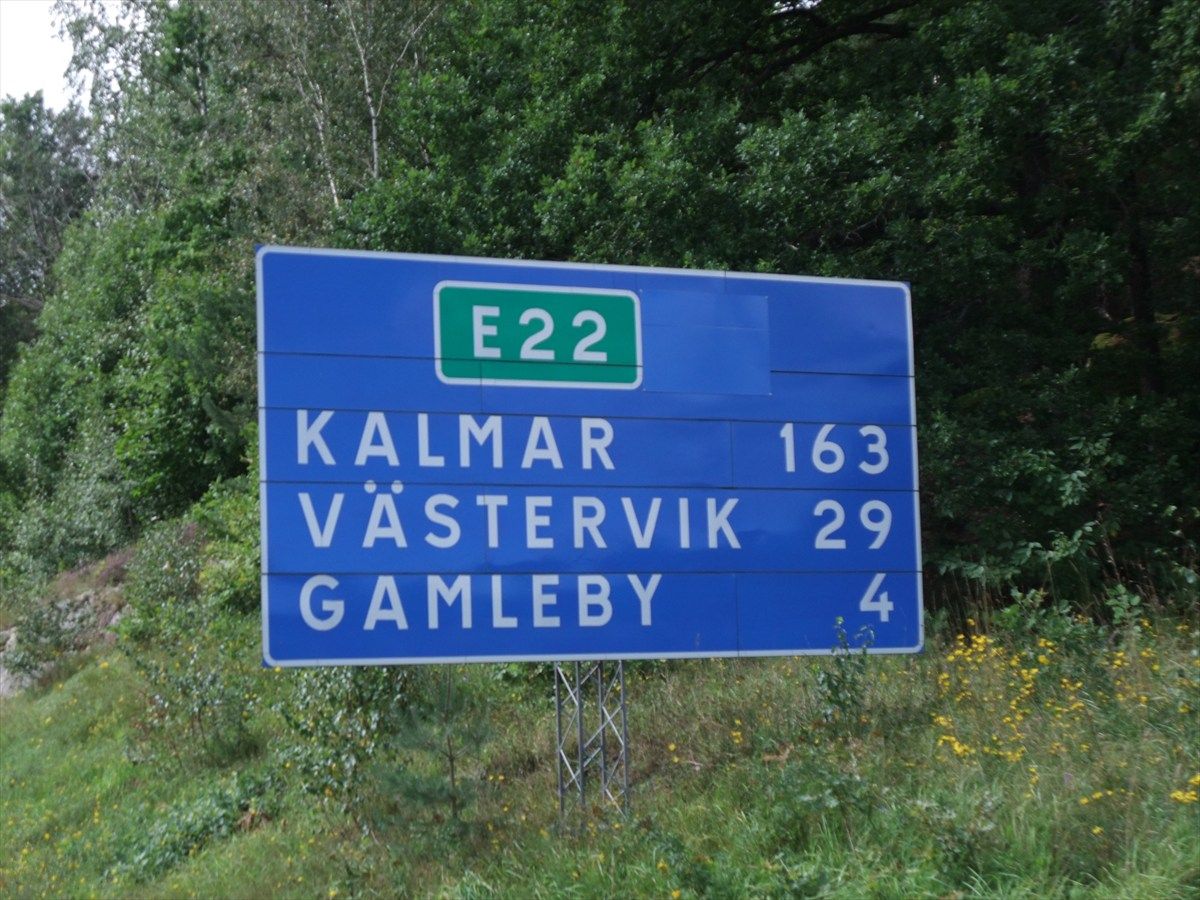 E22
KALMAR 163
VÄSTERVIK 29
GAMLEBY 4